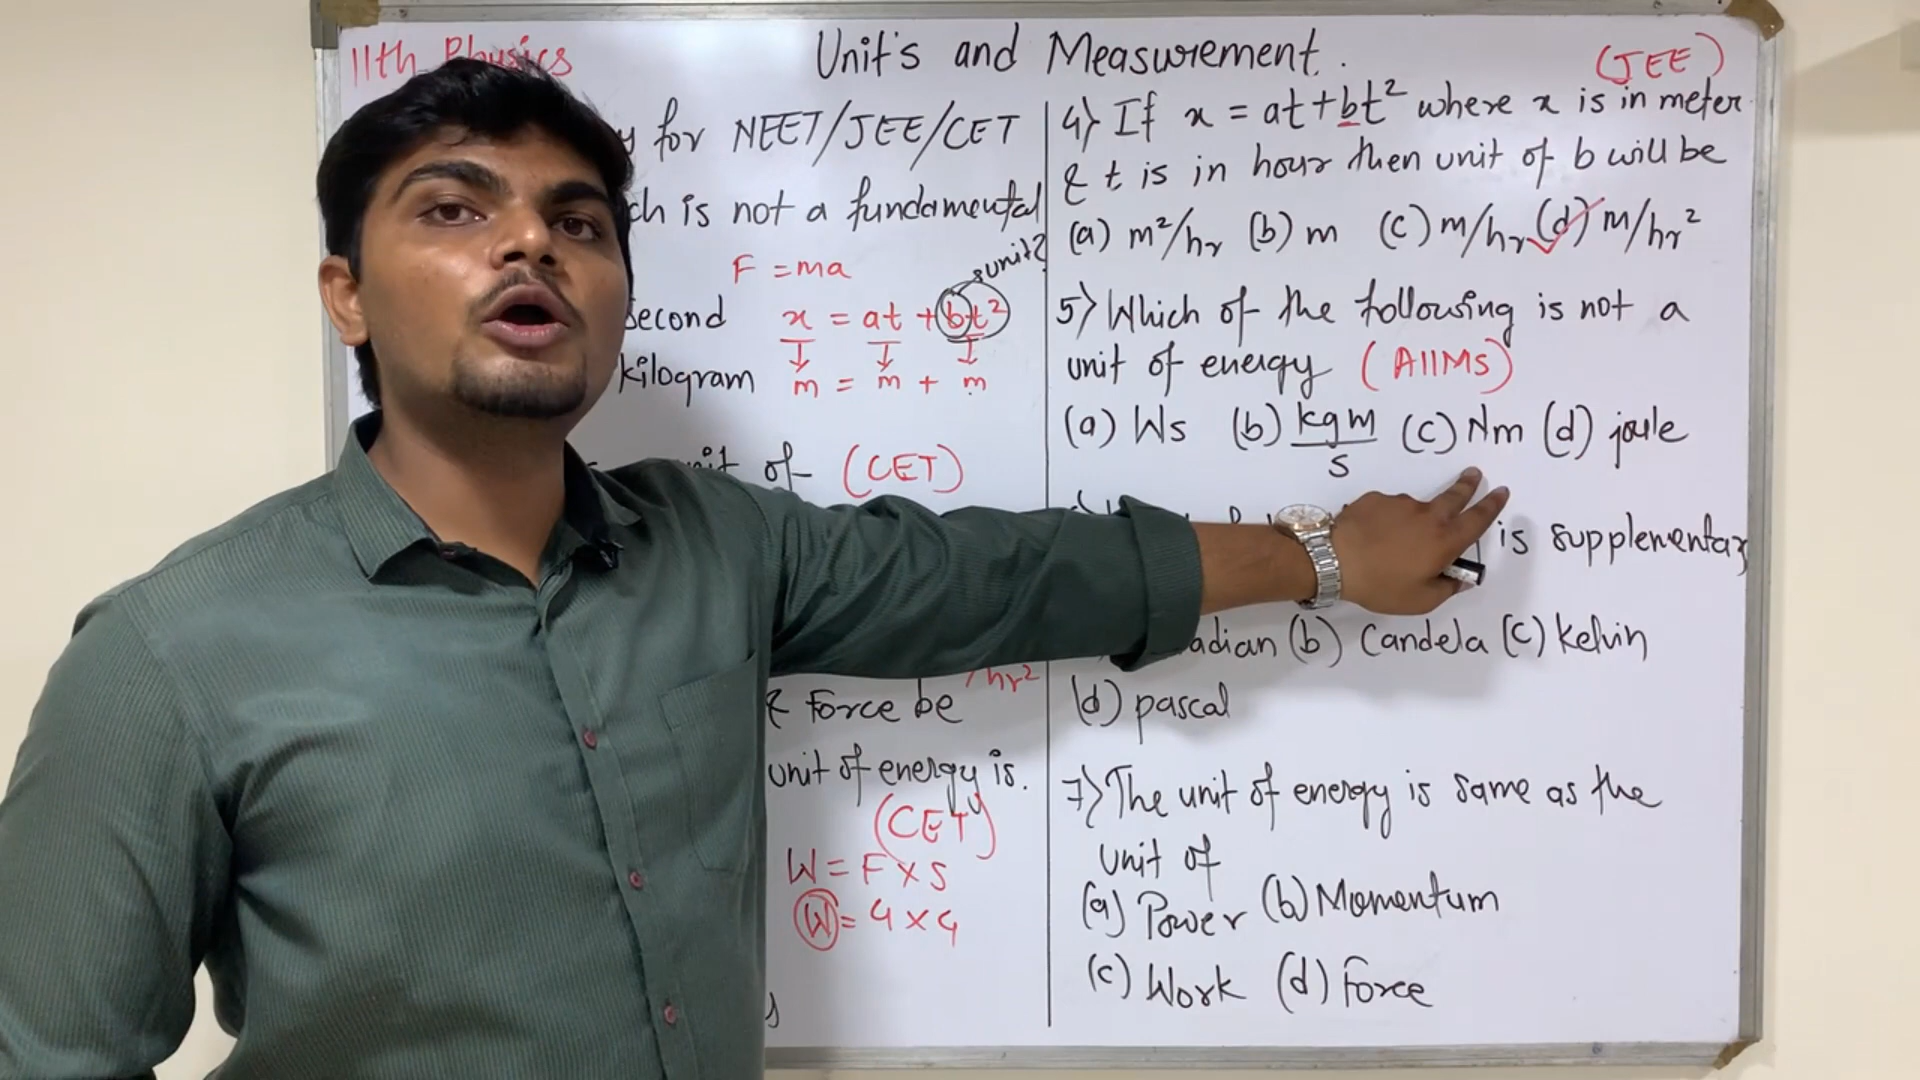 11th Physics
Unit's and Measurement.
(JEE)
for NEET/JEE/CET
is not a fundamental
F = ma
unit?
second
x = at + bt²
kilogram
m = m + m
of (CET)
/hr²
& Force be
unit of energy is.
(CET)
W = F × S
W = 4 × 4
4) If x = at + bt² where x is in meter
& t is in hour then unit of b will be
(a) m²/hr (b) m (c) m/hr (d) m/hr²
5) Which of the following is not a
unit of energy (AIIMS)
(a) Ws (b) kgm/s (c) Nm (d) joule
is supplementary
adian (b) Candela (c) kelvin
(d) pascal
7) The unit of energy is same as the
unit of
(a) Power (b) Momentum
(c) Work (d) Force